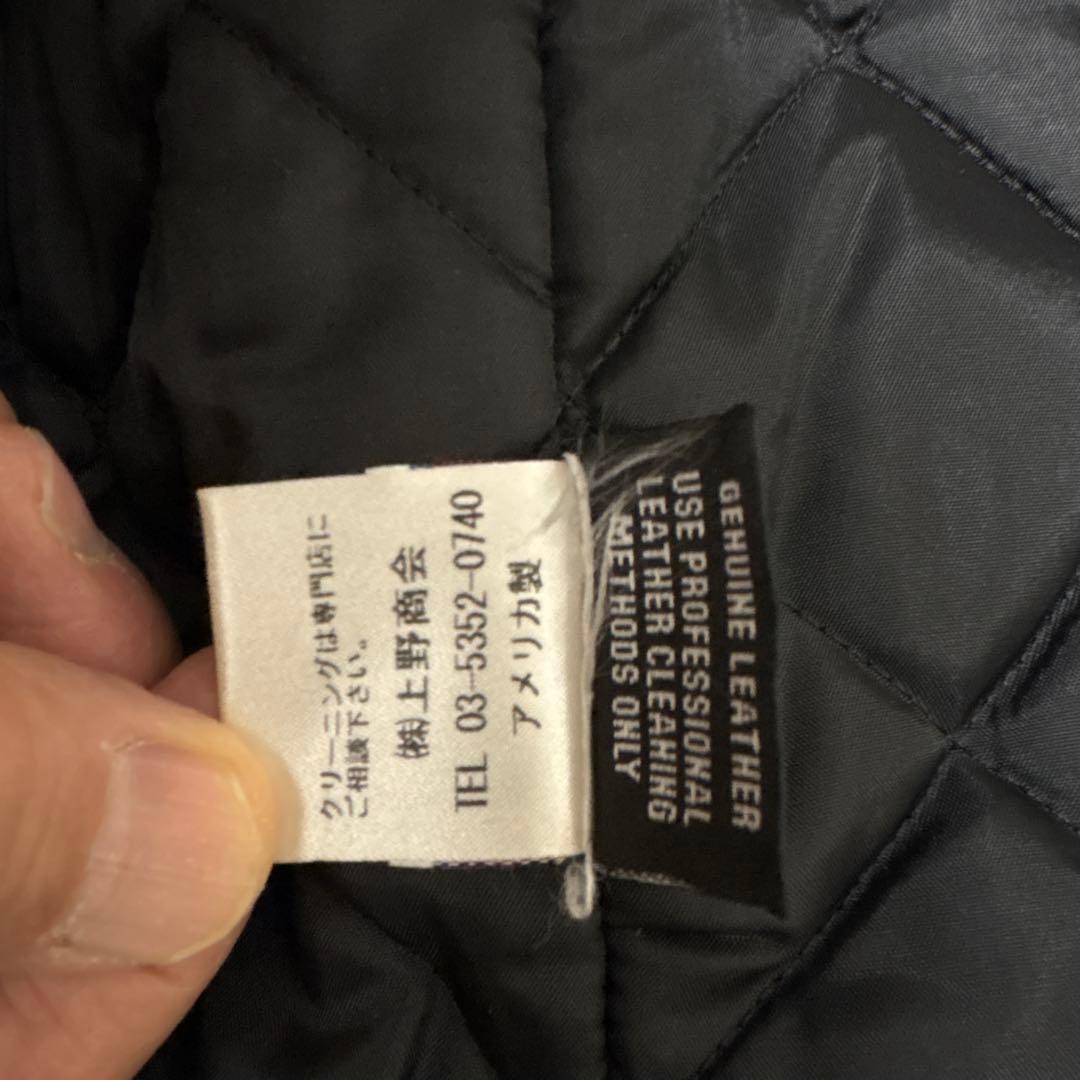 クリーニングは専門店に
ご相談下さい。
㈱上野商会
TEL 03-5352-0740
アメリカ製
GENUINE LEATHER
USE PROFESSIONAL
LEATHER CLEANING
METHODS ONLY